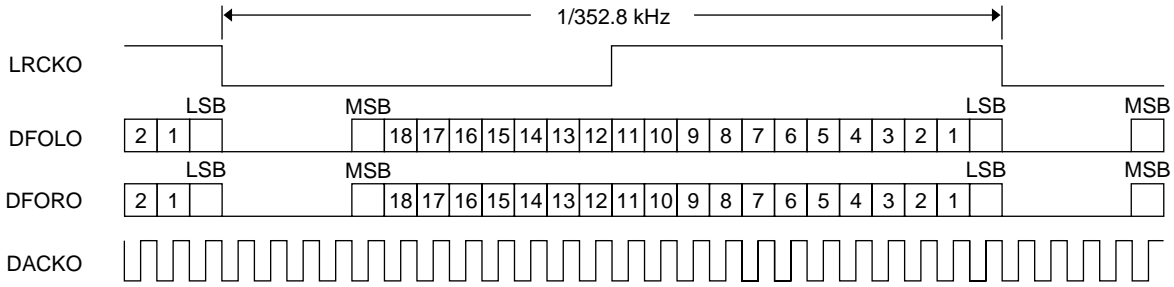 1/352.8 kHz
LRCKO
LSB MSB LSB MSB
DFOLO 2 1 18 17 16 15 14 13 12 11 10 9 8 7 6 5 4 3 2 1
LSB MSB LSB MSB
DFORO 2 1 18 17 16 15 14 13 12 11 10 9 8 7 6 5 4 3 2 1
DACKO